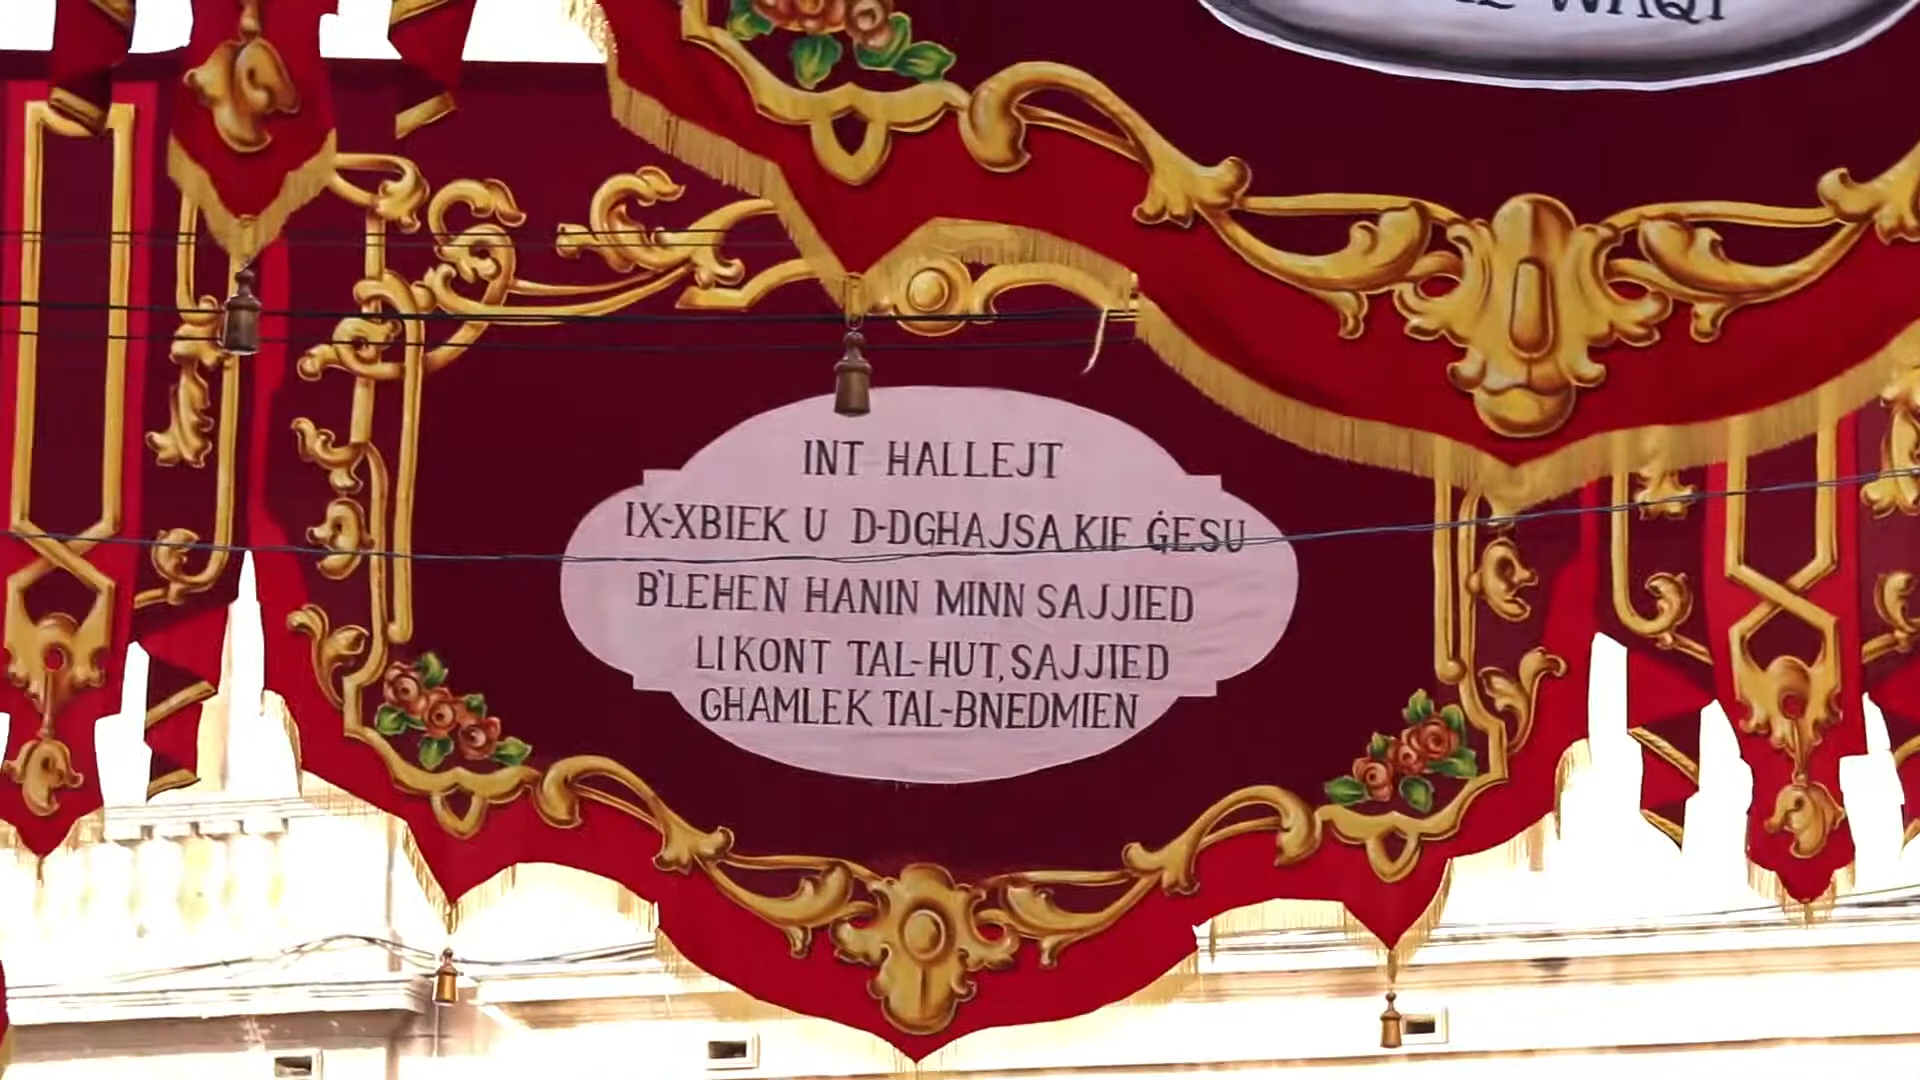 WAQT
INT HALLEJT
IX-XBIEK U D-DGHAJSA KIF ĠESU
B'LEHEN HANIN MINN SAJJIED
LI KONT TAL-HUT, SAJJIED
GHAMLEK TAL-BNEDMIEN